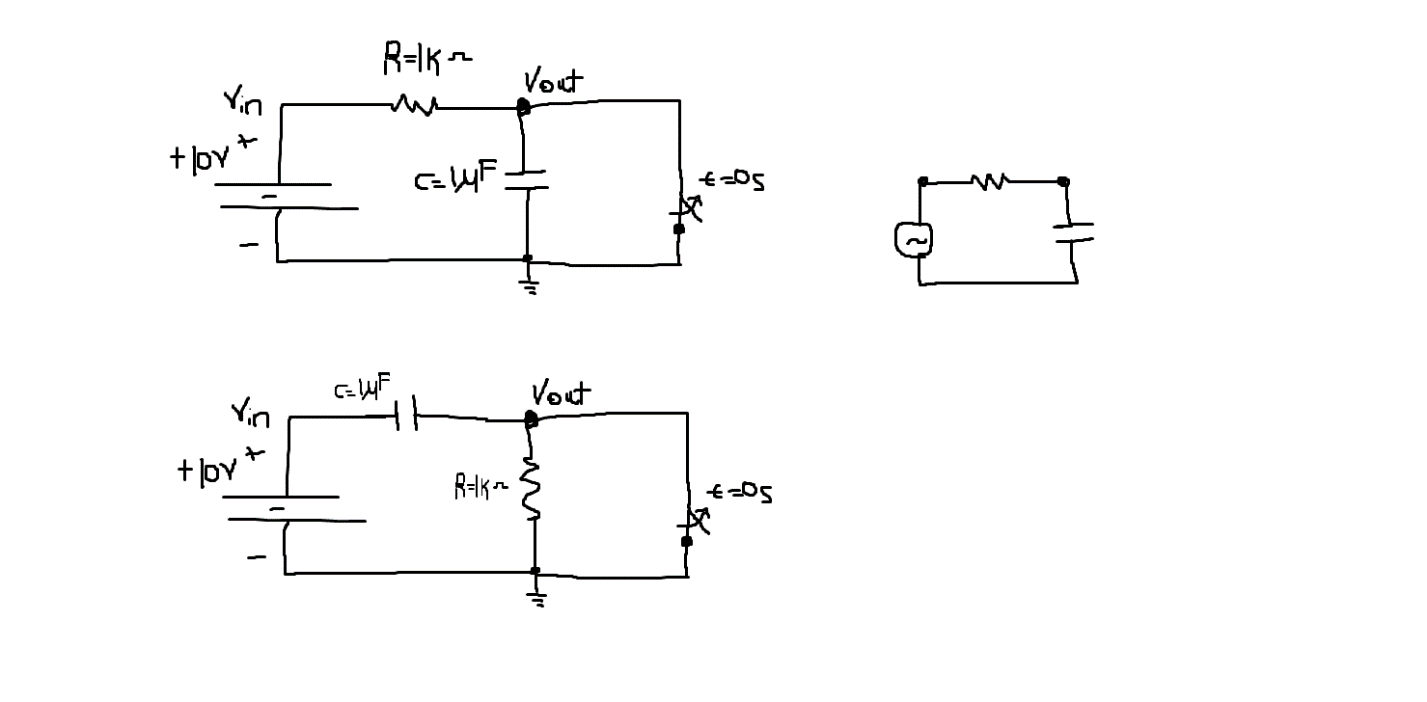 R=1kΩ
Vout
Vin
+10V +
-
C=1μF
t=0s
-
~
C=1μF
Vout
Vin
+10V +
-
R=1kΩ
t=0s
-